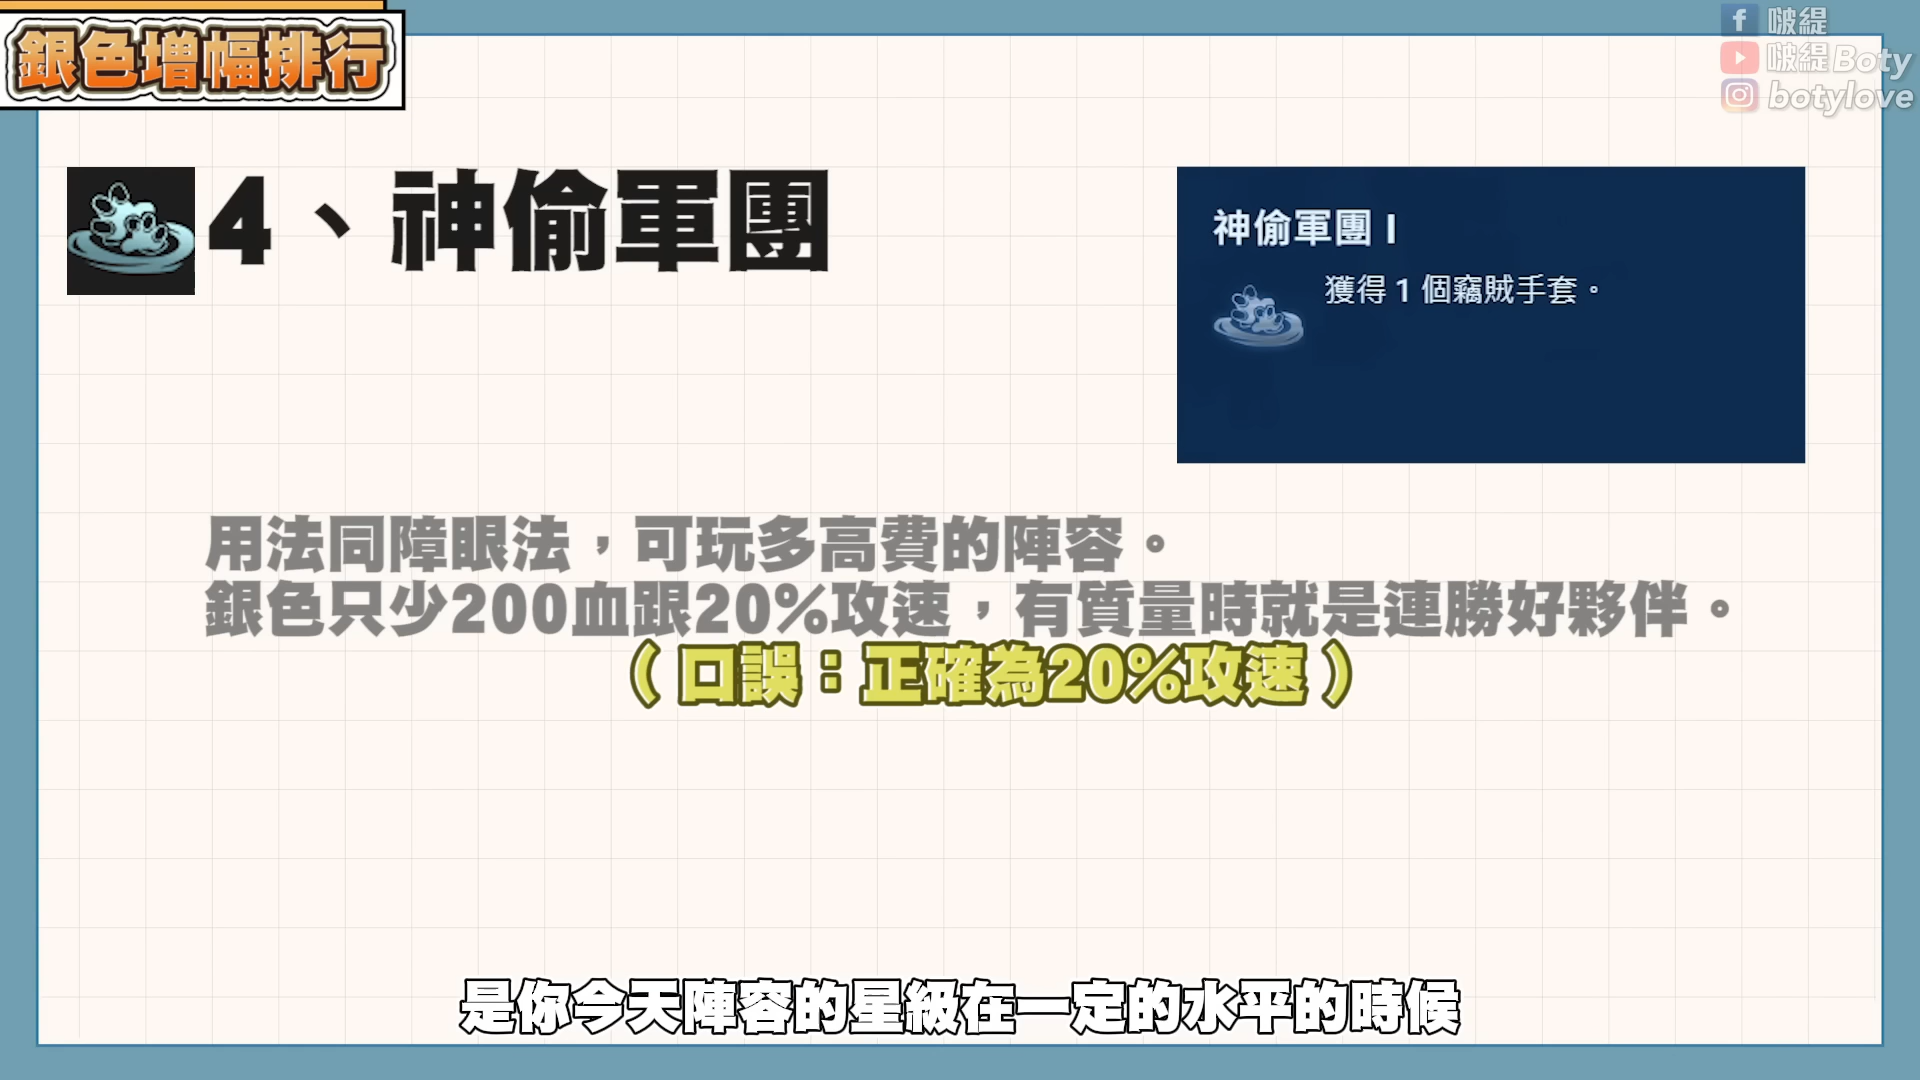 銀色增幅排行
啵緹
啵緹Boty
botylove
4、神偷軍團
神偷軍團 I
獲得 1 個竊賊手套。
用法同障眼法，可玩多高費的陣容。
銀色只少200血跟20%攻速，有質量時就是連勝好夥伴。
（口誤：正確為20%攻速）
是你今天陣容的星級在一定的水平的時候